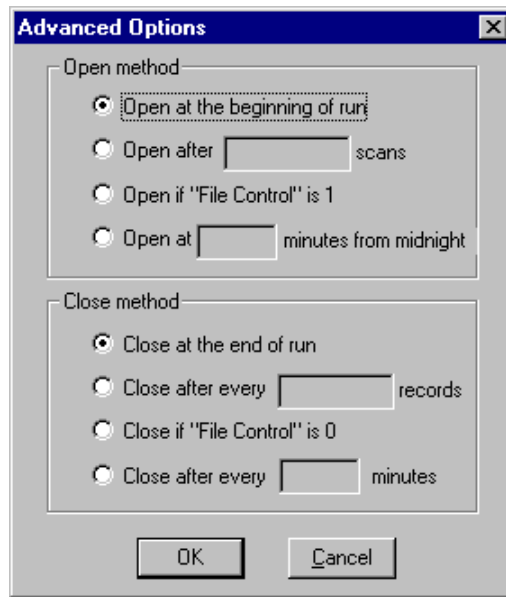 Advanced Options
Open method
Open at the beginning of run
Open after scans
Open if "File Control" is 1
Open at minutes from midnight
Close method
Close at the end of run
Close after every records
Close if "File Control" is 0
Close after every minutes
OK Cancel